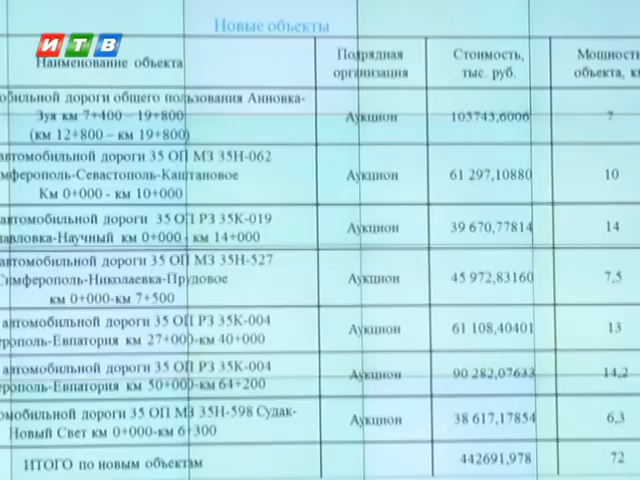 Новые объекты
ИТВ
Наименование объекта
Подрядная организация
Стоимость, тыс. руб.
Мощность объекта, км
обильной дороги общего пользования Анновка-
Зуя км 7+400 – 19+800
(км 12+800 – км 19+800)
Аукцион
103743,6006
7
автомобильной дороги 35 ОП МЗ 35Н-062
мферополь-Севастополь-Каштановое
Км 0+000 - км 10+000
Аукцион
61 297,10880
10
автомобильной дороги 35 ОП РЗ 35К-019
авловка-Научный км 0+000 - км 14+000
Аукцион
39 670,77814
14
автомобильной дороги 35 ОП МЗ 35Н-527
Симферополь-Николаевка-Прудовое
км 0+000-км 7+500
Аукцион
45 972,83160
7,5
автомобильной дороги 35 ОП РЗ 35К-004
ерополь-Евпатория км 27+000-км 40+000
Аукцион
61 108,40401
13
автомобильной дороги 35 ОП РЗ 35К-004
ерополь-Евпатория км 50+000-км 64+200
Аукцион
90 282,07633
14,2
омобильной дороги 35 ОП МЗ 35Н-598 Судак-
Новый Свет км 0+000-км 6+300
Аукцион
38 617,17854
6,3
ИТОГО по новым объектам
442691,978
72